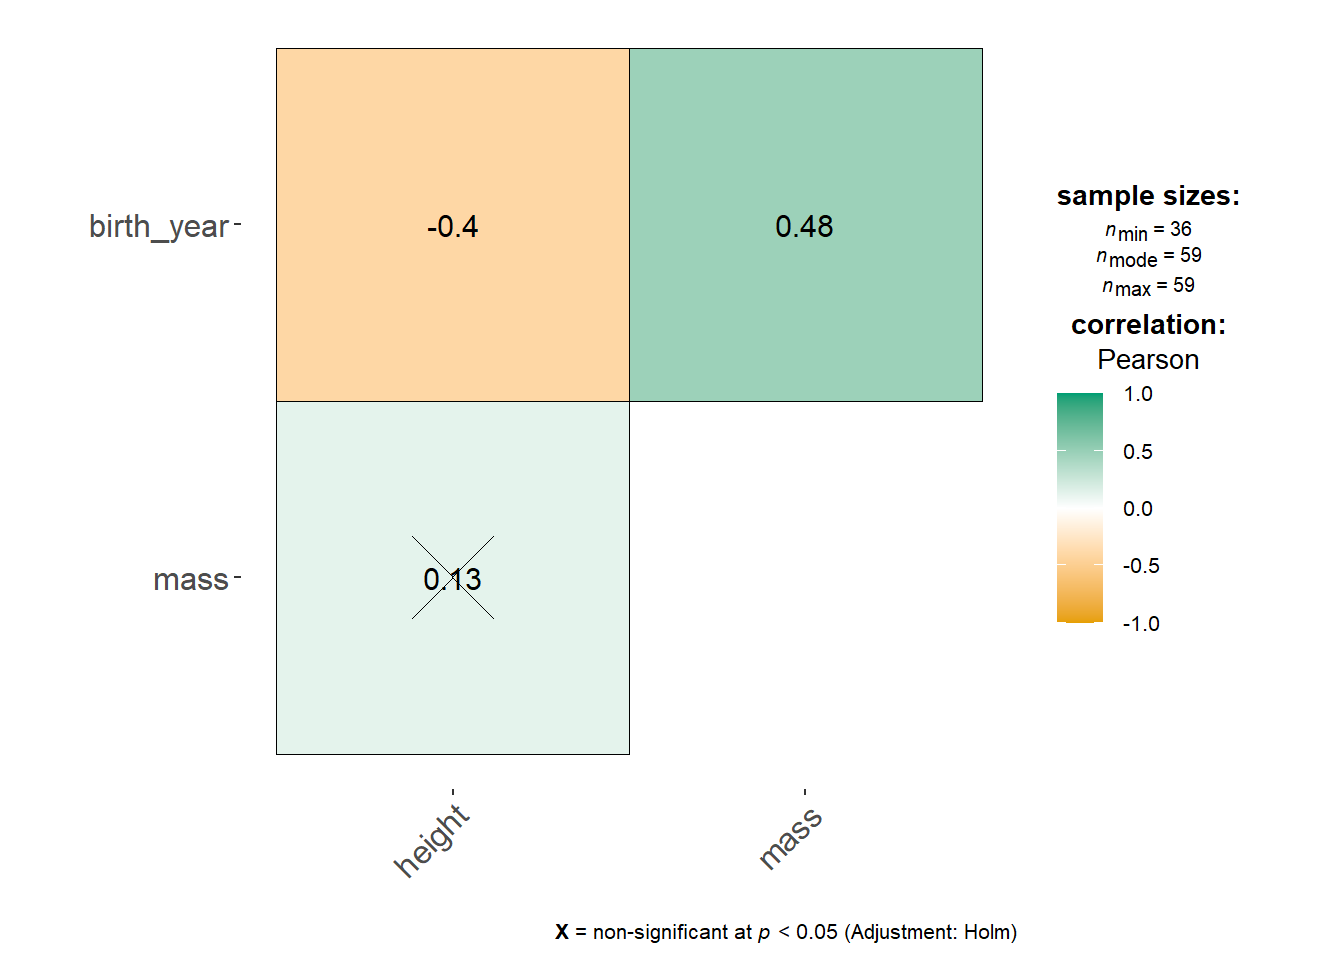 birth_year
-0.4
0.48
mass
0.13
height
mass
sample sizes:
nmin = 36
nmode = 59
nmax = 59
correlation:
Pearson
1.0
0.5
0.0
-0.5
-1.0
X = non-significant at p < 0.05 (Adjustment: Holm)